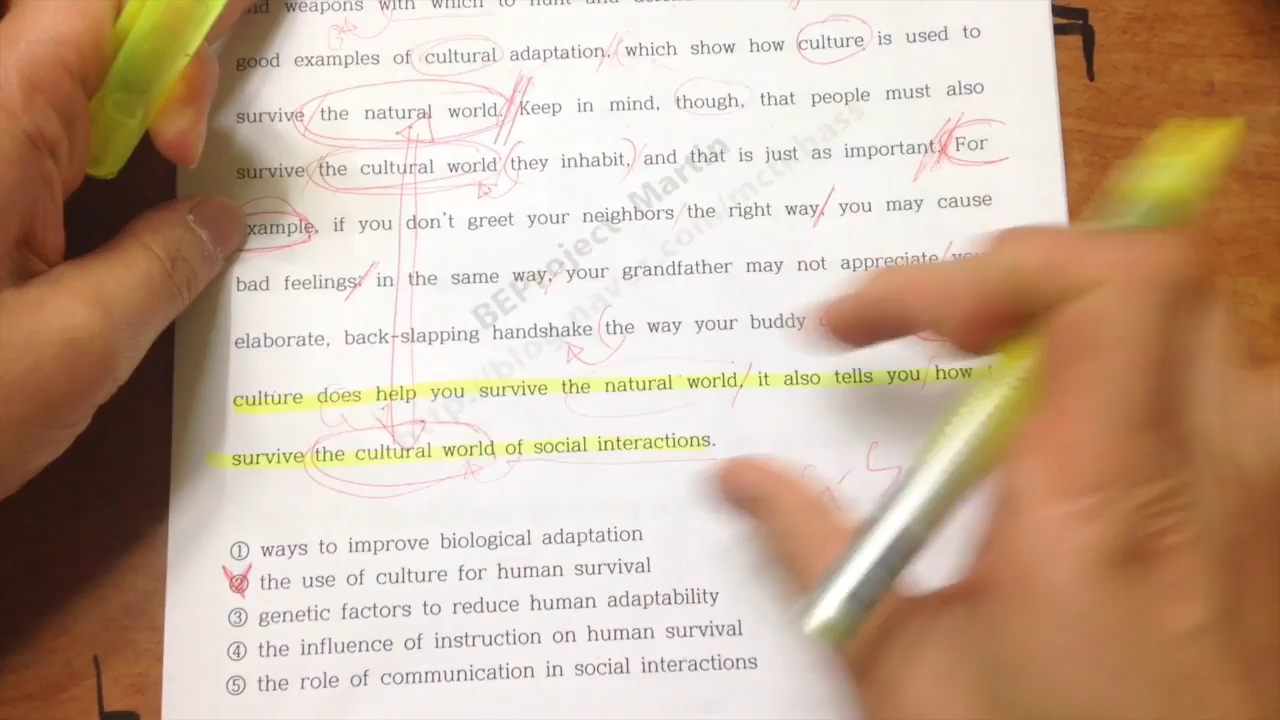 nd weapons with which to hunt and
good examples of cultural adaptation, which show how culture is used to
survive the natural world. Keep in mind, though, that people must also
survive the cultural world they inhabit, and that is just as important. For
xample, if you don't greet your neighbors the right way, you may cause
bad feelings; in the same way, your grandfather may not appreciate
elaborate, back-slapping handshake the way your buddy
culture does help you survive the natural world, it also tells you how
survive the cultural world of social interactions.
① ways to improve biological adaptation
② the use of culture for human survival
③ genetic factors to reduce human adaptability
④ the influence of instruction on human survival
⑤ the role of communication in social interactions
BEProject Martin